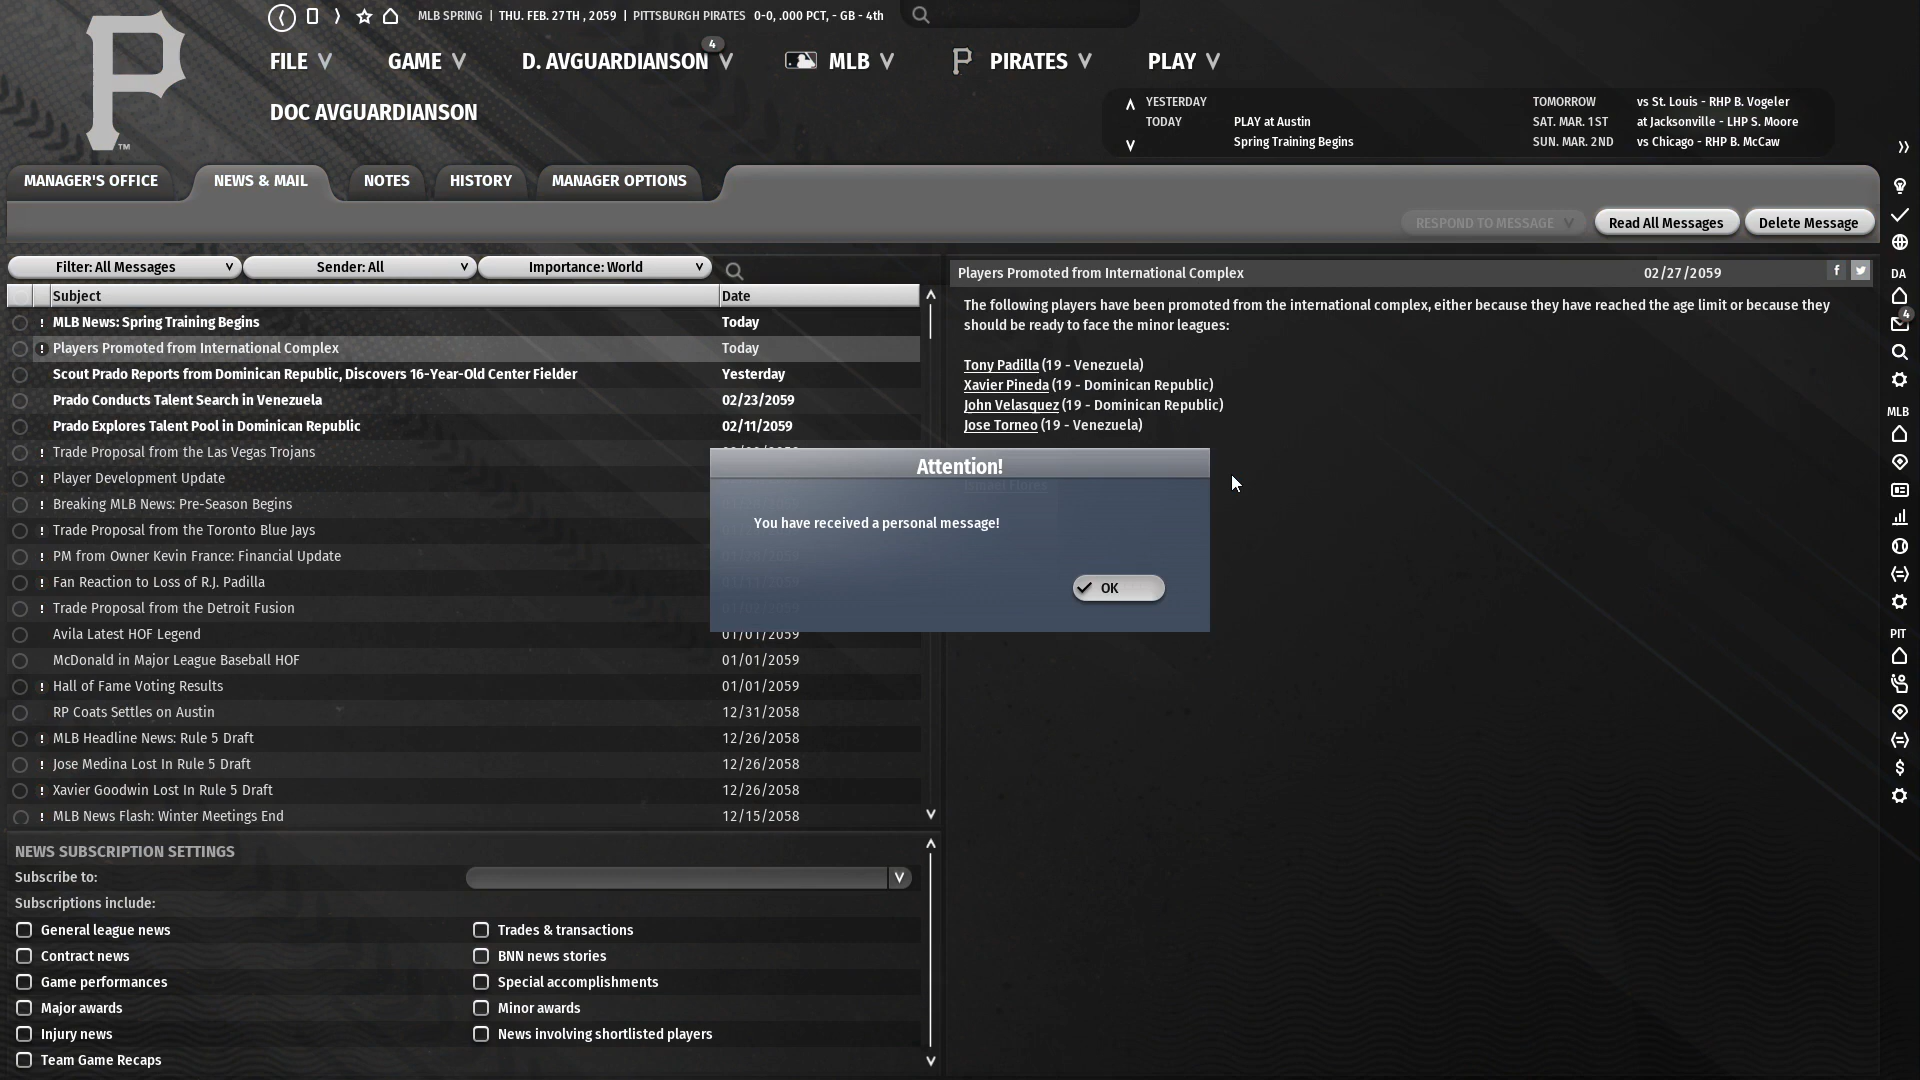 MLB SPRING | THU. FEB. 27TH , 2059 | PITTSBURGH PIRATES 0-0, .000 PCT, - GB - 4th
FILE GAME D. AVGUARDIANSON 4 MLB PIRATES PLAY
P
TM
DOC AVGUARDIANSON
YESTERDAY TOMORROW vs St. Louis - RHP B. Vogeler
TODAY PLAY at Austin SAT. MAR. 1ST at Jacksonville - LHP S. Moore
Spring Training Begins SUN. MAR. 2ND vs Chicago - RHP B. McCaw
MANAGER'S OFFICE NEWS & MAIL NOTES HISTORY MANAGER OPTIONS
RESPOND TO MESSAGE Read All Messages Delete Message
Filter: All Messages Sender: All Importance: World
Subject Date
! MLB News: Spring Training Begins Today
! Players Promoted from International Complex Today
Scout Prado Reports from Dominican Republic, Discovers 16-Year-Old Center Fielder Yesterday
Prado Conducts Talent Search in Venezuela 02/23/2059
Prado Explores Talent Pool in Dominican Republic 02/11/2059
! Trade Proposal from the Las Vegas Trojans
! Player Development Update
! Breaking MLB News: Pre-Season Begins
! Trade Proposal from the Toronto Blue Jays
! PM from Owner Kevin France: Financial Update
! Fan Reaction to Loss of R.J. Padilla
! Trade Proposal from the Detroit Fusion
Avila Latest HOF Legend 01/01/2059
McDonald in Major League Baseball HOF 01/01/2059
! Hall of Fame Voting Results 01/01/2059
RP Coats Settles on Austin 12/31/2058
! MLB Headline News: Rule 5 Draft 12/26/2058
! Jose Medina Lost In Rule 5 Draft 12/26/2058
! Xavier Goodwin Lost In Rule 5 Draft 12/26/2058
! MLB News Flash: Winter Meetings End 12/15/2058
Players Promoted from International Complex 02/27/2059
The following players have been promoted from the international complex, either because they have reached the age limit or because they
should be ready to face the minor leagues:
Tony Padilla (19 - Venezuela)
Xavier Pineda (19 - Dominican Republic)
John Velasquez (19 - Dominican Republic)
Jose Torneo (19 - Venezuela)
Ismael Flores
Attention!
You have received a personal message!
OK
NEWS SUBSCRIPTION SETTINGS
Subscribe to:
Subscriptions include:
General league news Trades & transactions
Contract news BNN news stories
Game performances Special accomplishments
Major awards Minor awards
Injury news News involving shortlisted players
Team Game Recaps
DA
4
MLB
PIT